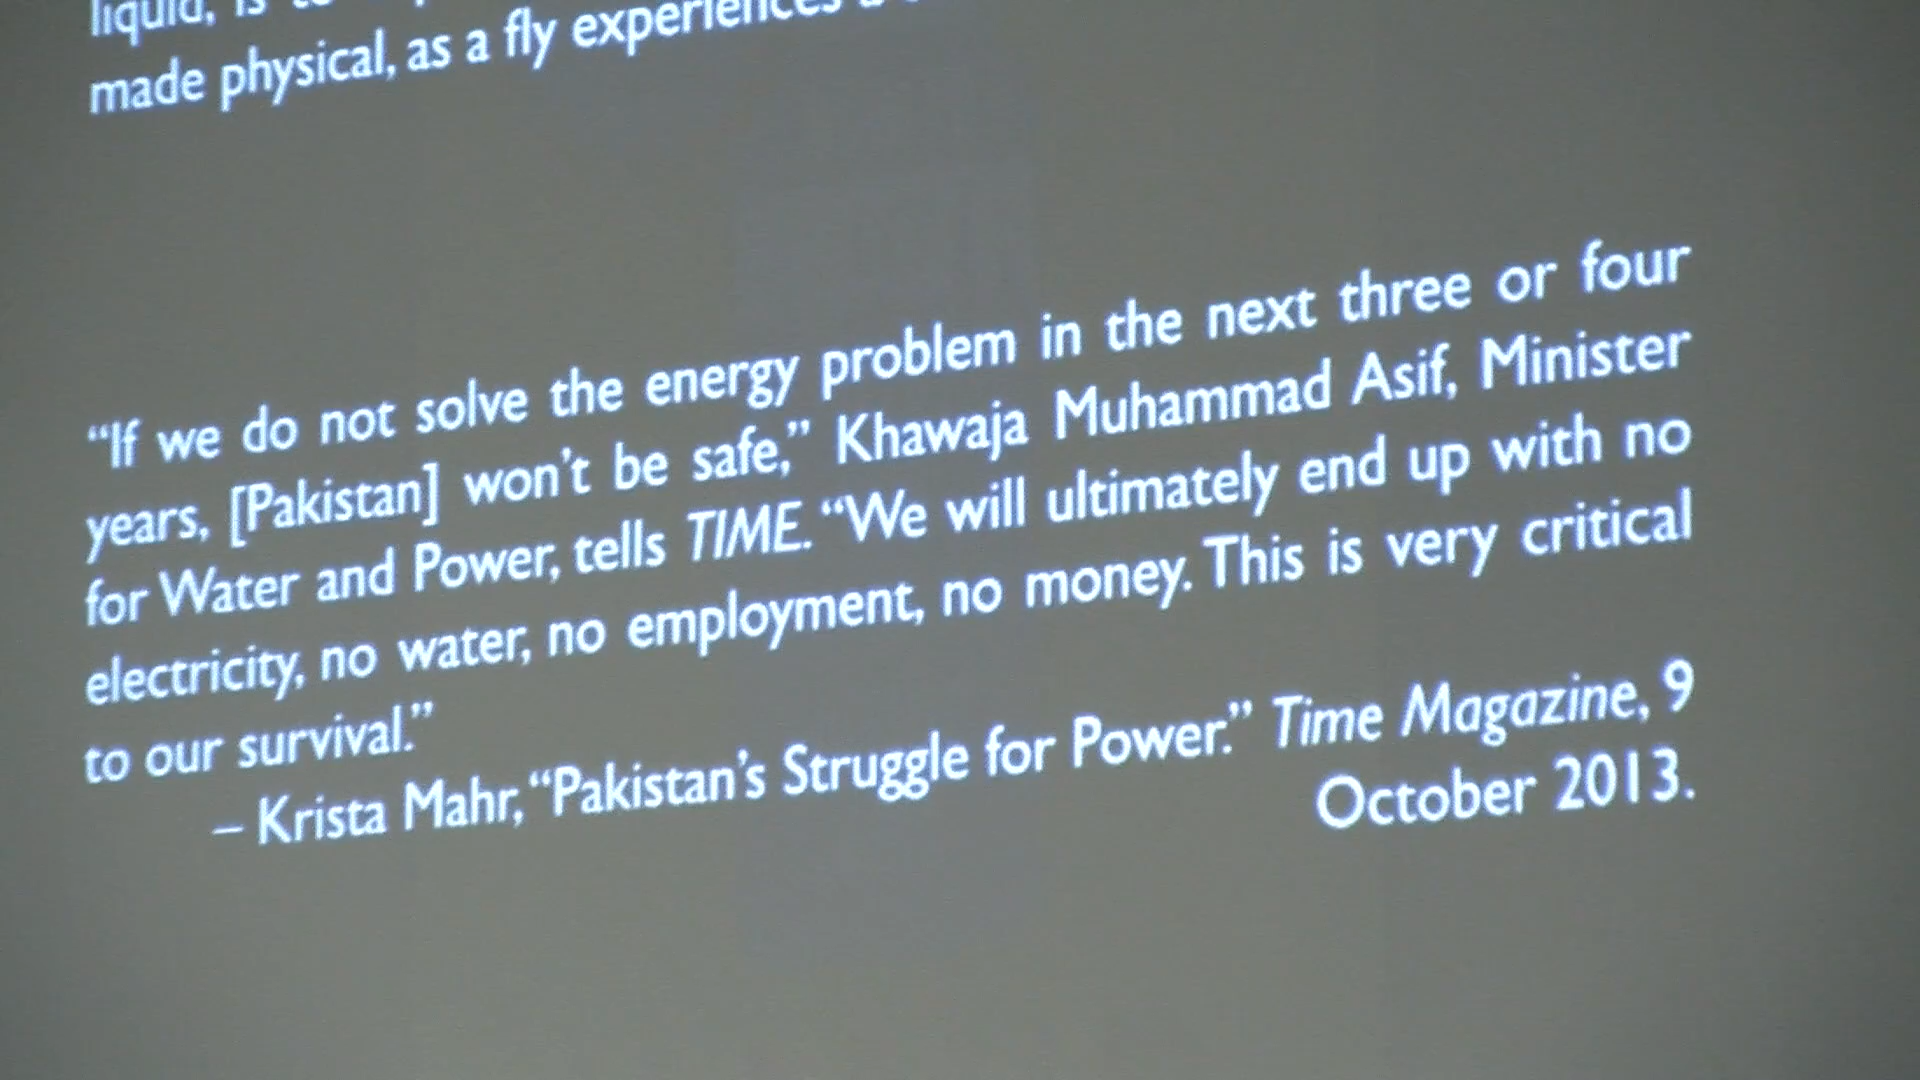 liquid, is
made physical, as a fly experiences a
“If we do not solve the energy problem in the next three or four
years, [Pakistan] won’t be safe,” Khawaja Muhammad Asif, Minister
for Water and Power, tells TIME. “We will ultimately end up with no
electricity, no water, no employment, no money. This is very critical
to our survival.”
– Krista Mahr, “Pakistan’s Struggle for Power.” Time Magazine, 9
October 2013.